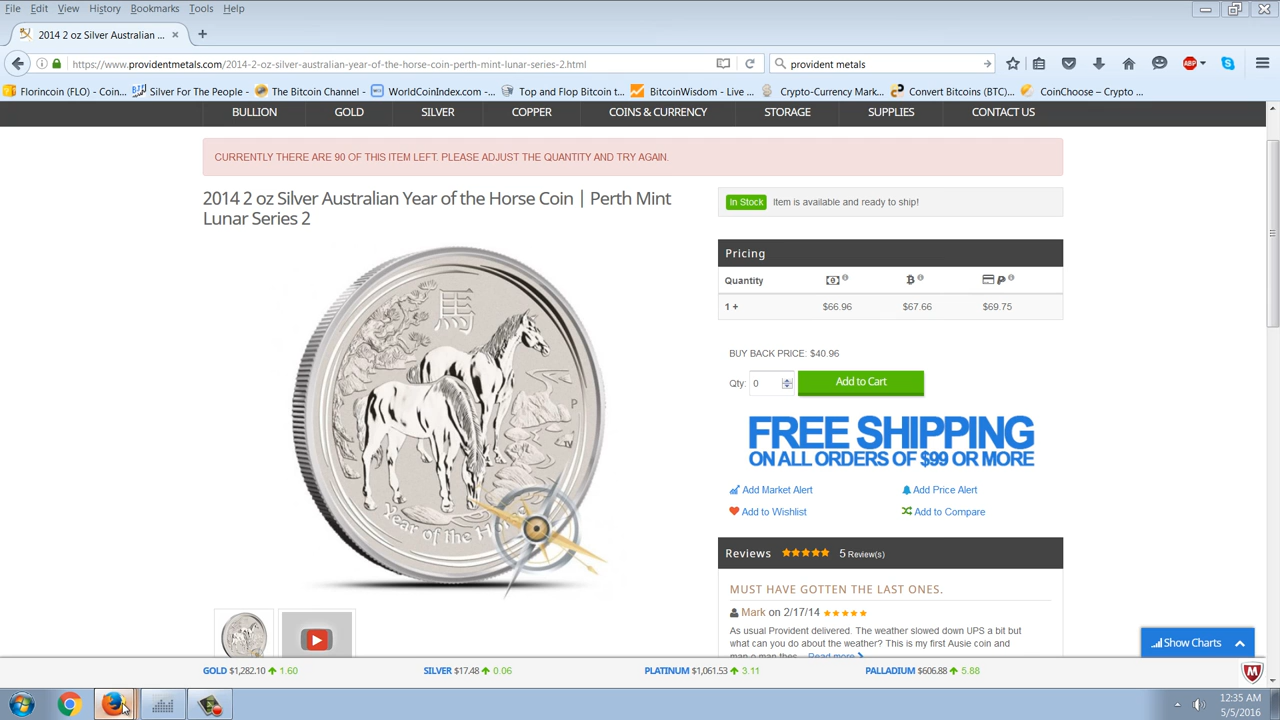 File Edit View History Bookmarks Tools Help
2014 2 oz Silver Australian ...
https://www.providentmetals.com/2014-2-oz-silver-australian-year-of-the-horse-coin-perth-mint-lunar-series-2.html
provident metals
Florincoin (FLO) - Coin... Silver For The People - The Bitcoin Channel - WorldCoinIndex.com -... Top and Flop Bitcoin t... BitcoinWisdom - Live ... Crypto-Currency Mark... Convert Bitcoins (BTC)... CoinChoose – Crypto ...
BULLION GOLD SILVER COPPER COINS & CURRENCY STORAGE SUPPLIES CONTACT US
CURRENTLY THERE ARE 90 OF THIS ITEM LEFT. PLEASE ADJUST THE QUANTITY AND TRY AGAIN.
2014 2 oz Silver Australian Year of the Horse Coin | Perth Mint
Lunar Series 2
In Stock Item is available and ready to ship!
Pricing
Quantity
1 + $66.96 $67.66 $69.75
BUY BACK PRICE: $40.96
Qty: 0 Add to Cart
FREE SHIPPING
ON ALL ORDERS OF $99 OR MORE
Add Market Alert Add Price Alert
Add to Wishlist Add to Compare
馬
P
Year of the Horse
Reviews 5 Review(s)
MUST HAVE GOTTEN THE LAST ONES.
Mark on 2/17/14
As usual Provident delivered. The weather slowed down UPS a bit but
what can you do about the weather? This is my first Ausie coin and
Read more
Show Charts
GOLD $1,282.10 1.60 SILVER $17.48 0.06 PLATINUM $1,061.53 3.11 PALLADIUM $606.88 5.88
12:35 AM
5/5/2016